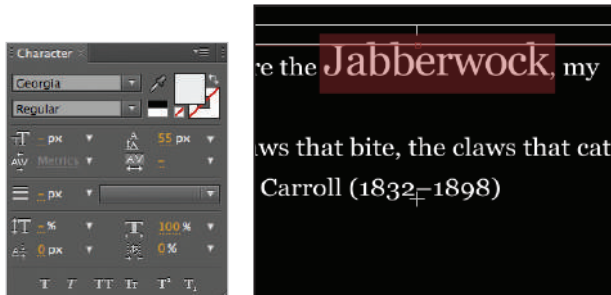 Character
Georgia
Regular
- px
55 px
Metrics
-
- px
- %
100 %
0 px
0 %
T T TT Tr T¹ T,
re the Jabberwock, my
ws that bite, the claws that cat
Carroll (1832–1898)